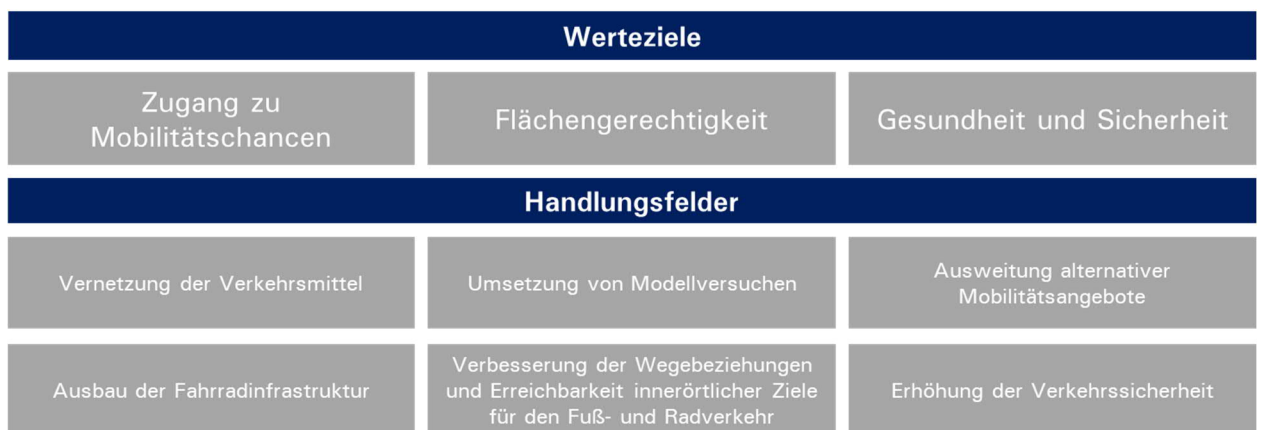 Werteziele
Zugang zu
Mobilitätschancen
Flächengerechtigkeit
Gesundheit und Sicherheit
Handlungsfelder
Vernetzung der Verkehrsmittel
Umsetzung von Modellversuchen
Ausweitung alternativer
Mobilitätsangebote
Ausbau der Fahrradinfrastruktur
Verbesserung der Wegebeziehungen
und Erreichbarkeit innerörtlicher Ziele
für den Fuß- und Radverkehr
Erhöhung der Verkehrssicherheit